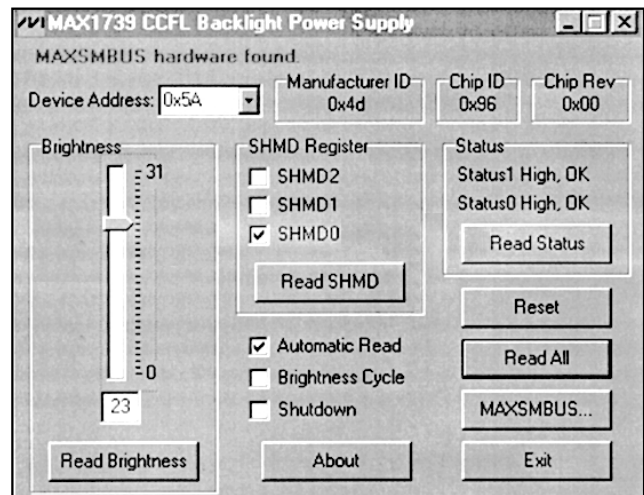 MAX1739 CCFL Backlight Power Supply
MAXSMBUS hardware found.
Device Address: 0x5A
Manufacturer ID
0x4d
Chip ID
0x96
Chip Rev
0x00
Brightness
31
0
23
Read Brightness
SHMD Register
SHMD2
SHMD1
SHMD0
Read SHMD
Automatic Read
Brightness Cycle
Shutdown
About
Status
Status1 High, OK
Status0 High, OK
Read Status
Reset
Read All
MAXSMBUS...
Exit